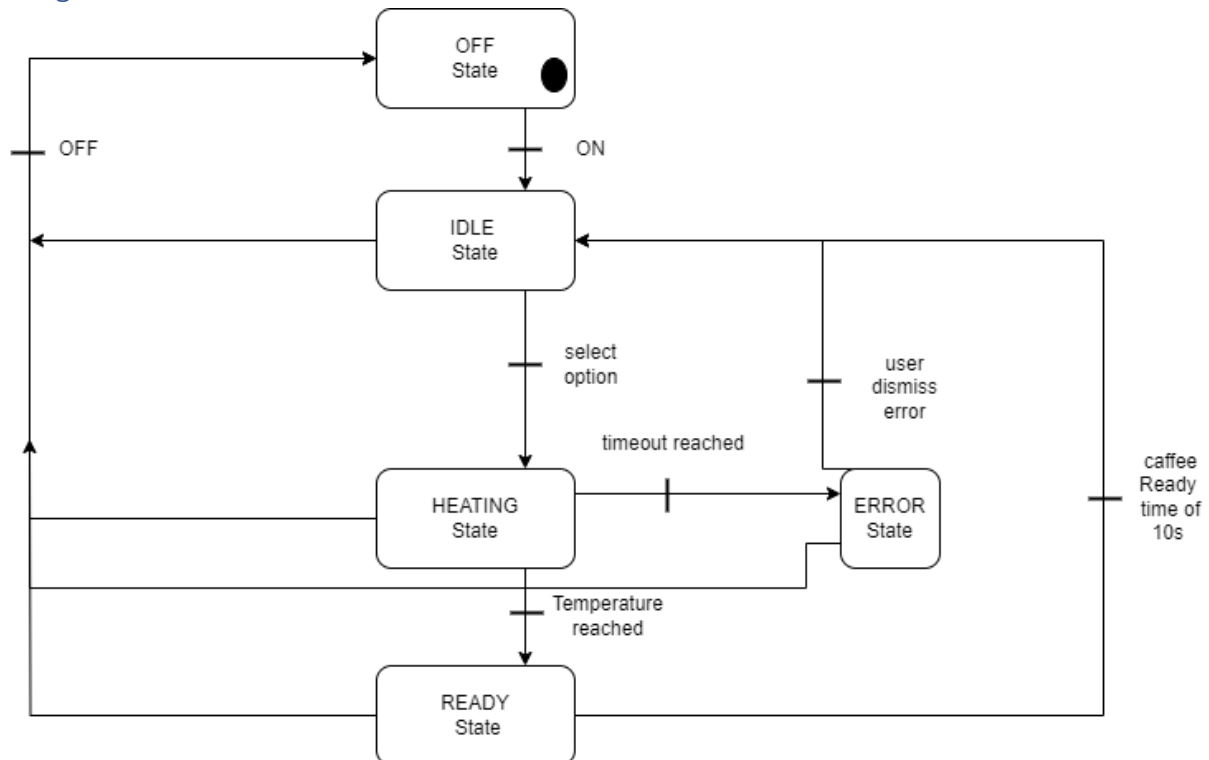 OFF
State
OFF
ON
IDLE
State
select
option
user
dismiss
error
timeout reached
HEATING
State
ERROR
State
caffee
Ready
time of
10s
Temperature
reached
READY
State